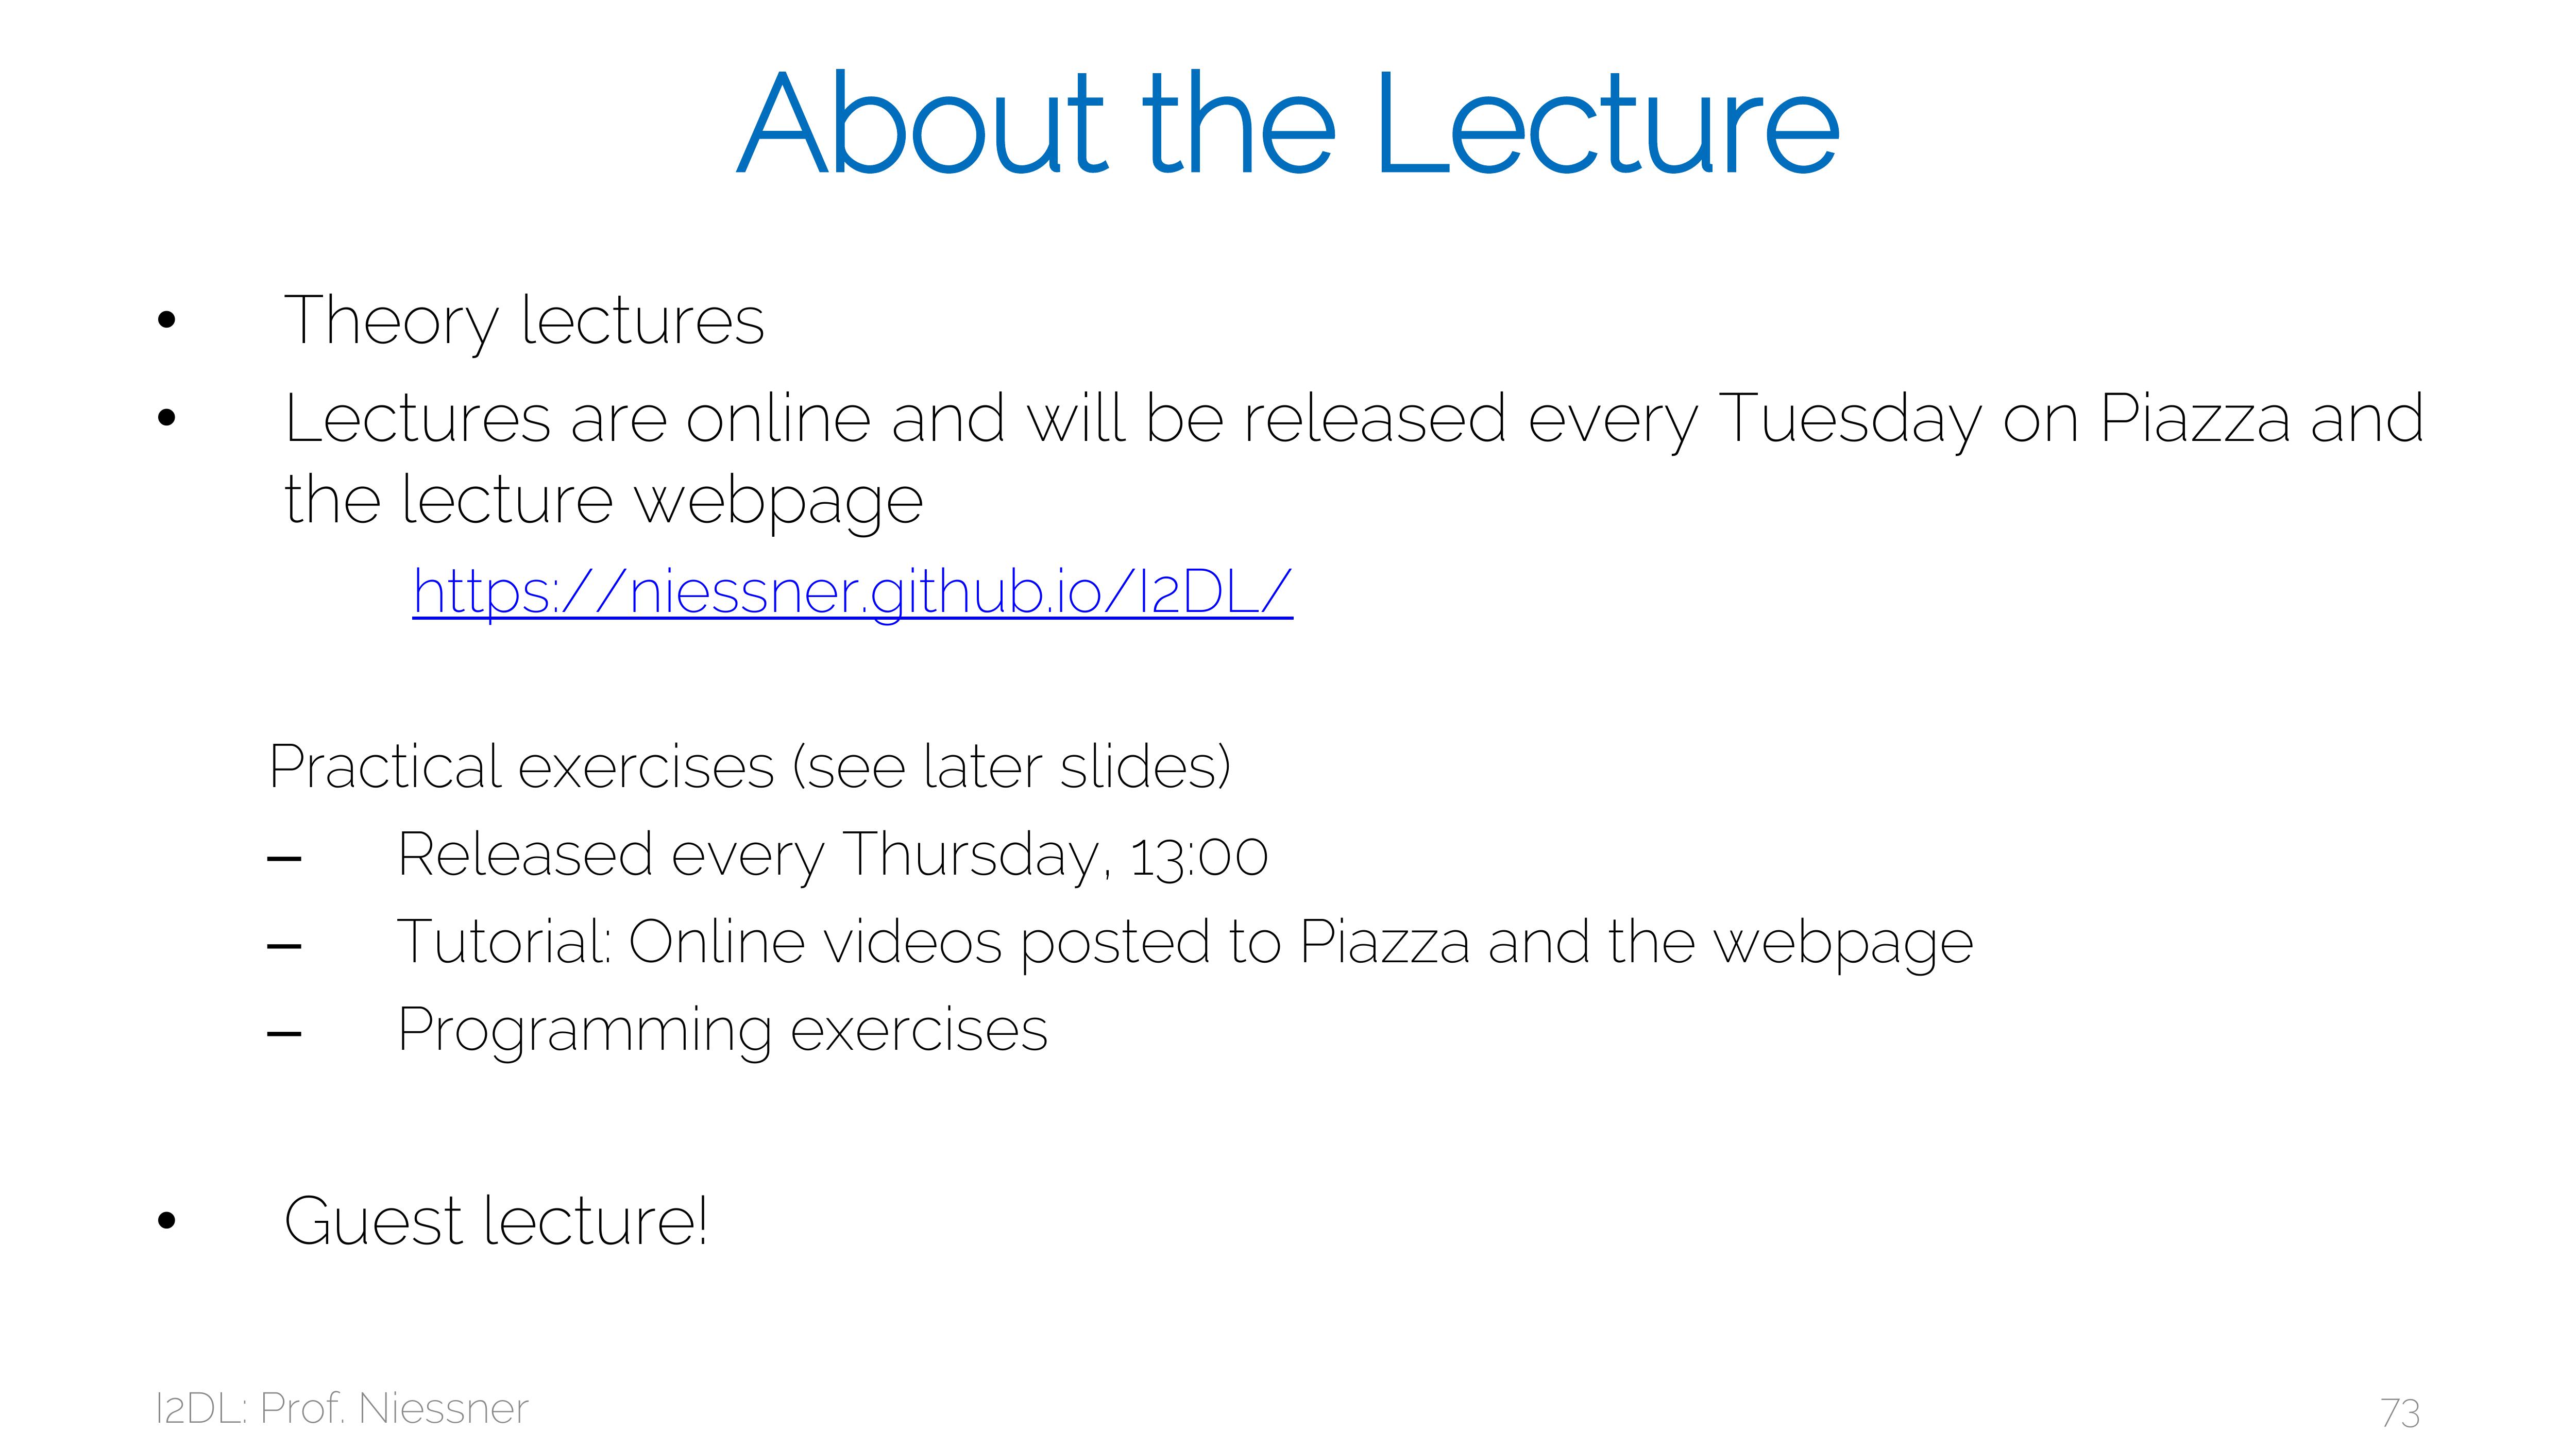 About the Lecture
• Theory lectures
• Lectures are online and will be released every Tuesday on Piazza and
the lecture webpage
https://niessner.github.io/I2DL/
Practical exercises (see later slides)
– Released every Thursday, 13:00
– Tutorial: Online videos posted to Piazza and the webpage
– Programming exercises
• Guest lecture!
I2DL: Prof. Niessner
73